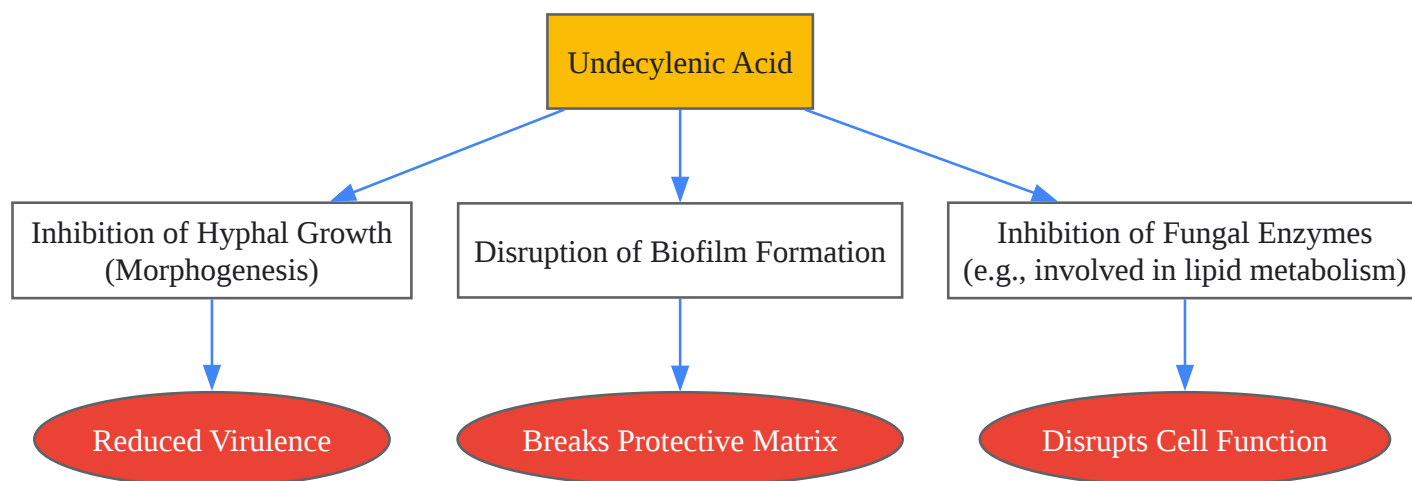 Undecylenic Acid
Inhibition of Hyphal Growth
(Morphogenesis)
Disruption of Biofilm Formation
Inhibition of Fungal Enzymes
(e.g., involved in lipid metabolism)
Reduced Virulence
Breaks Protective Matrix
Disrupts Cell Function